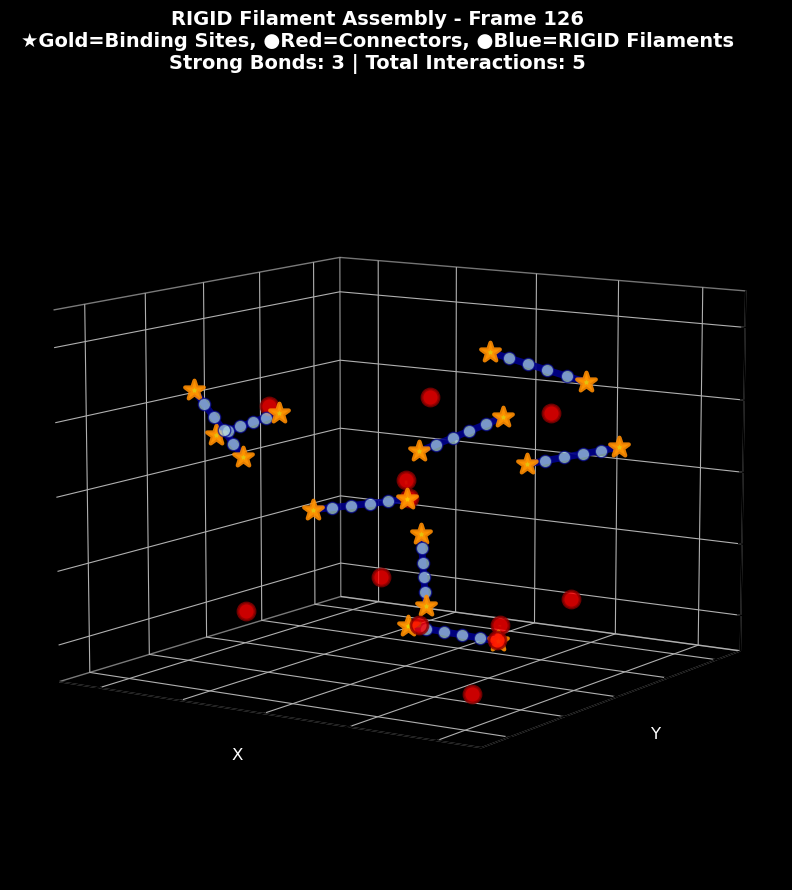 RIGID Filament Assembly - Frame 126
★Gold=Binding Sites, ●Red=Connectors, ●Blue=RIGID Filaments
Strong Bonds: 3 | Total Interactions: 5
X
Y